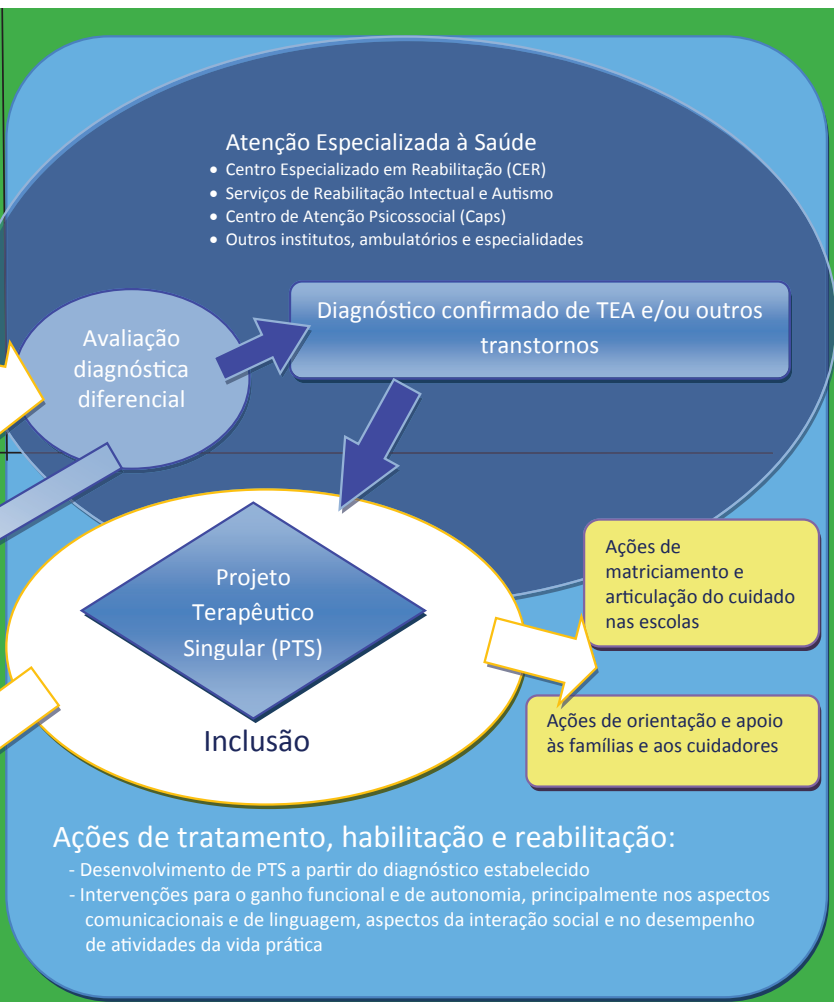 Atenção Especializada à Saúde
• Centro Especializado em Reabilitação (CER)
• Serviços de Reabilitação Intectual e Autismo
• Centro de Atenção Psicossocial (Caps)
• Outros institutos, ambulatórios e especialidades
Avaliação
diagnóstica
diferencial
Diagnóstico confirmado de TEA e/ou outros
transtornos
Projeto
Terapêutico
Singular (PTS)
Inclusão
Ações de
matriciamento e
articulação do cuidado
nas escolas
Ações de orientação e apoio
às famílias e aos cuidadores
Ações de tratamento, habilitação e reabilitação:
- Desenvolvimento de PTS a partir do diagnóstico estabelecido
- Intervenções para o ganho funcional e de autonomia, principalmente nos aspectos
comunicacionais e de linguagem, aspectos da interação social e no desempenho
de atividades da vida prática